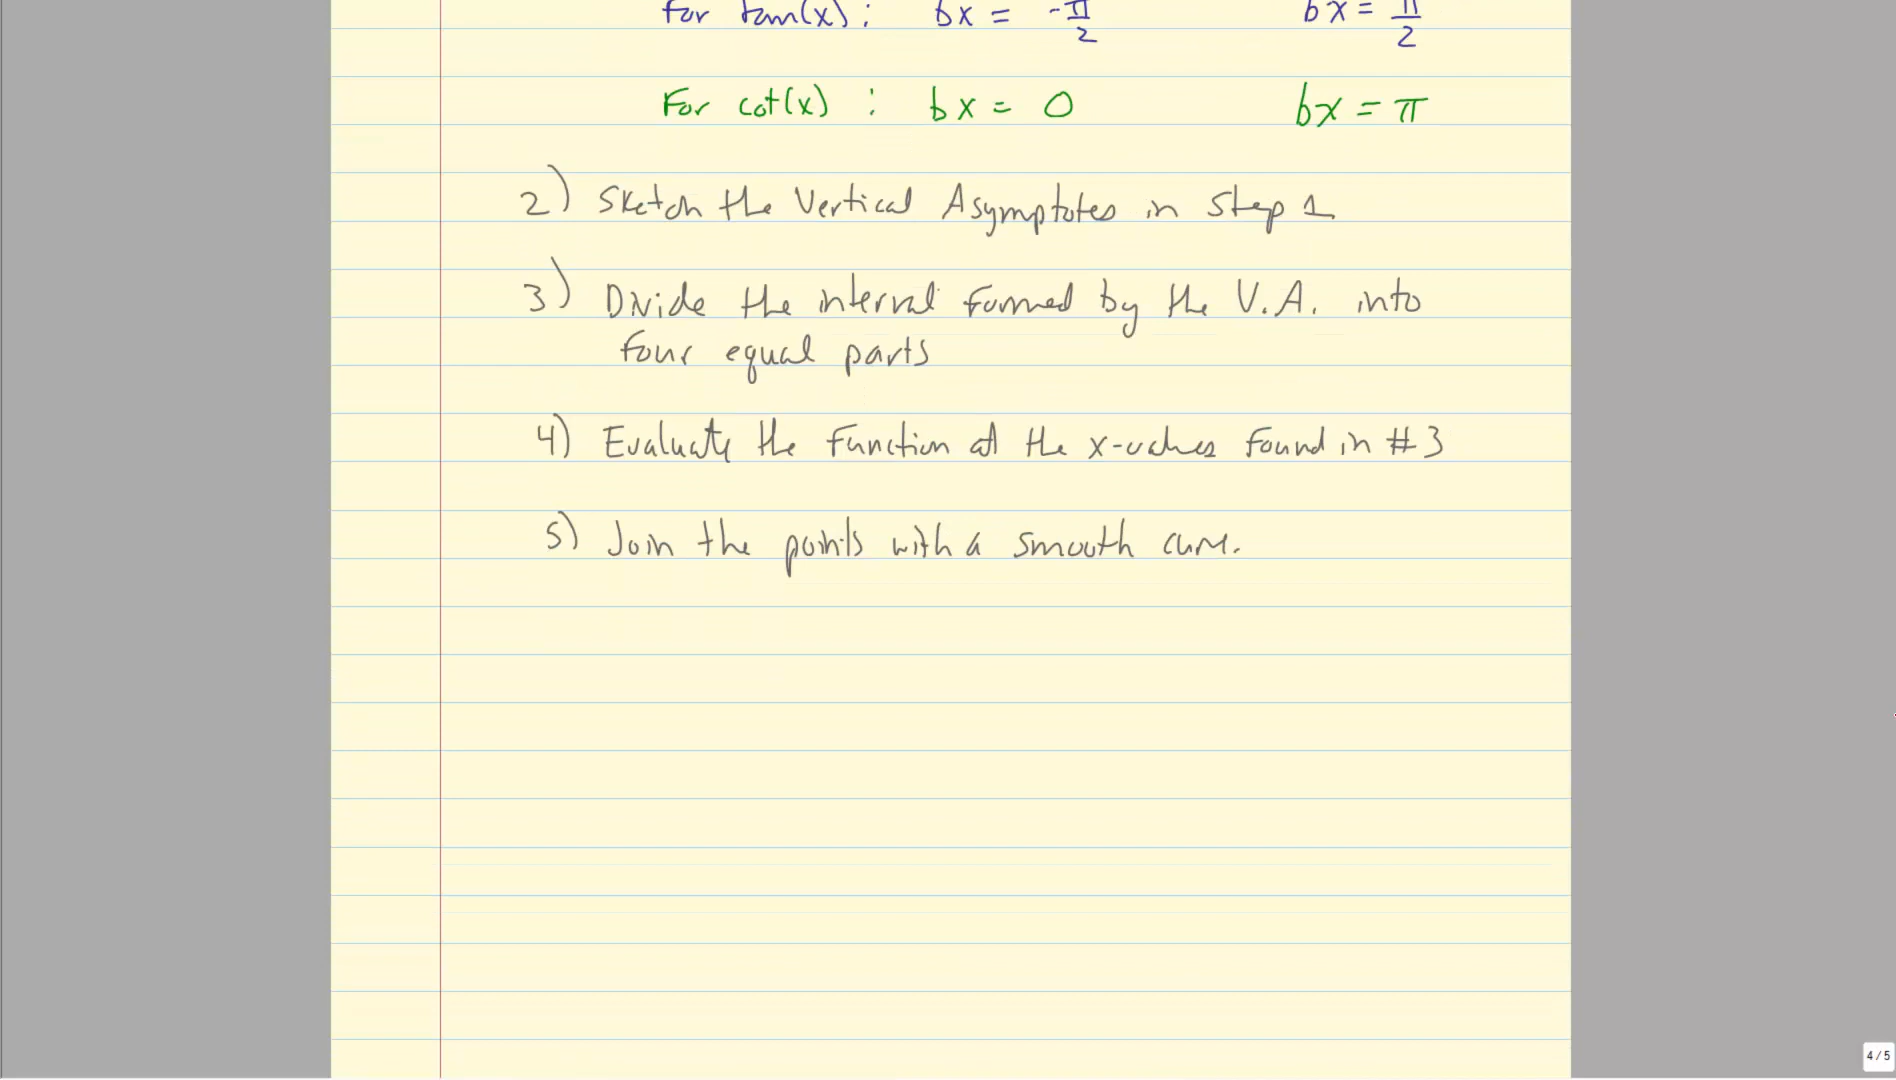 For tan(x) : bx = -π/2 bx = π/2
For cot(x) : bx = 0 bx = π
2) Sketch the Vertical Asymptotes in Step 1
3) Divide the interval formed by the V.A. into
four equal parts
4) Evaluate the function at the x-values found in #3
5) Join the points with a smooth curve.
4 / 5